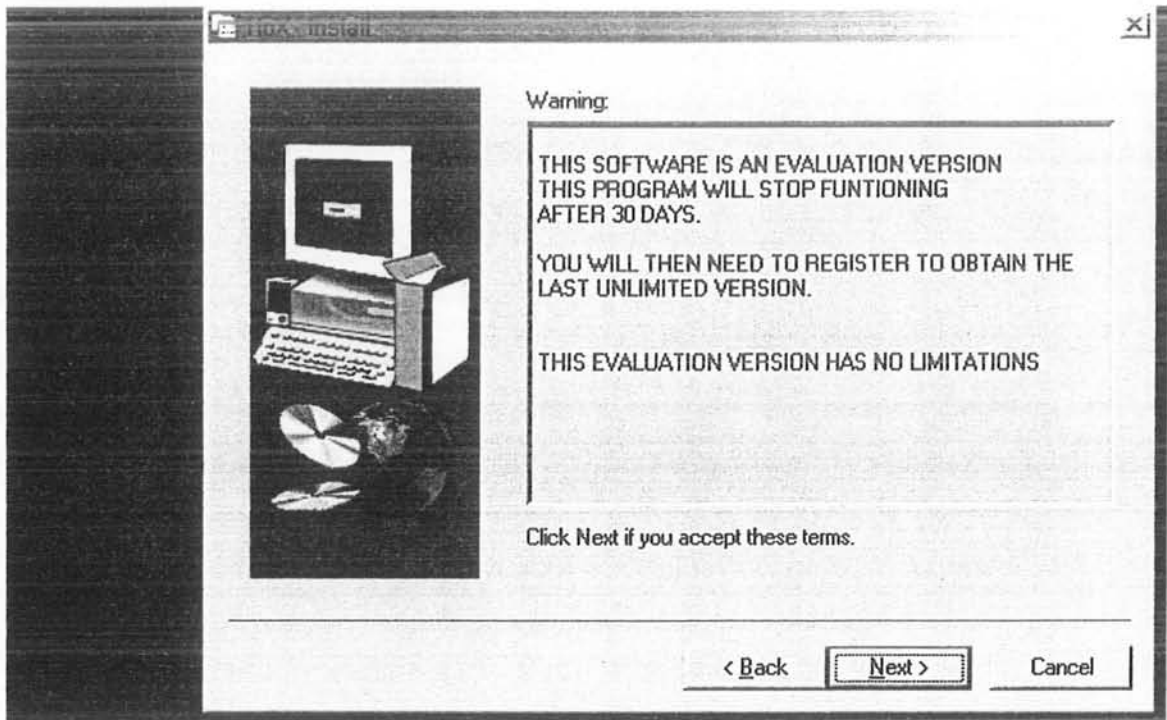 Install
Warning:
THIS SOFTWARE IS AN EVALUATION VERSION
THIS PROGRAM WILL STOP FUNTIONING
AFTER 30 DAYS.
YOU WILL THEN NEED TO REGISTER TO OBTAIN THE
LAST UNLIMITED VERSION.
THIS EVALUATION VERSION HAS NO LIMITATIONS
Click Next if you accept these terms.
< Back
Next >
Cancel